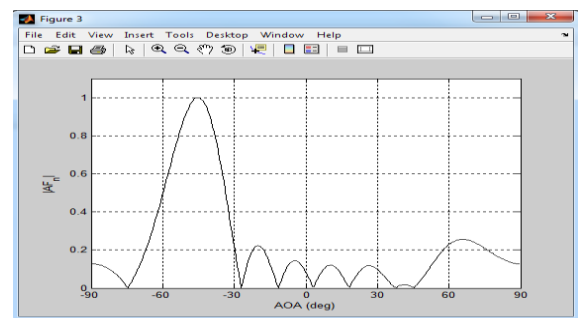 Figure 3
File Edit View Insert Tools Desktop Window Help
1
0.8
0.6
0.4
0.2
0
|AFn|
-90 -60 -30 0 30 60 90
AOA (deg)